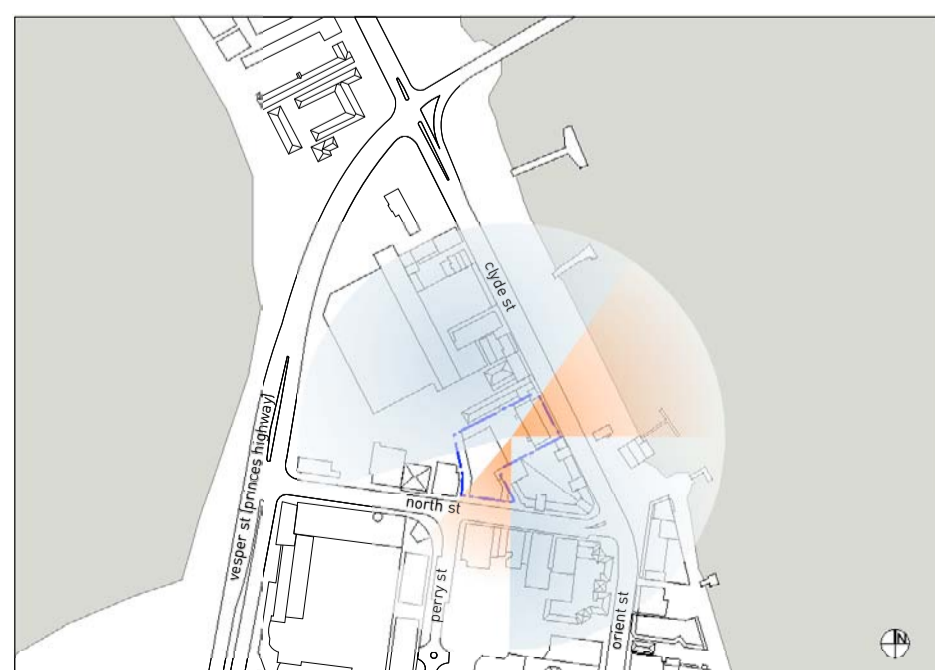 clyde st
vesper st [princes highway]
north st
perry st
orient st
N